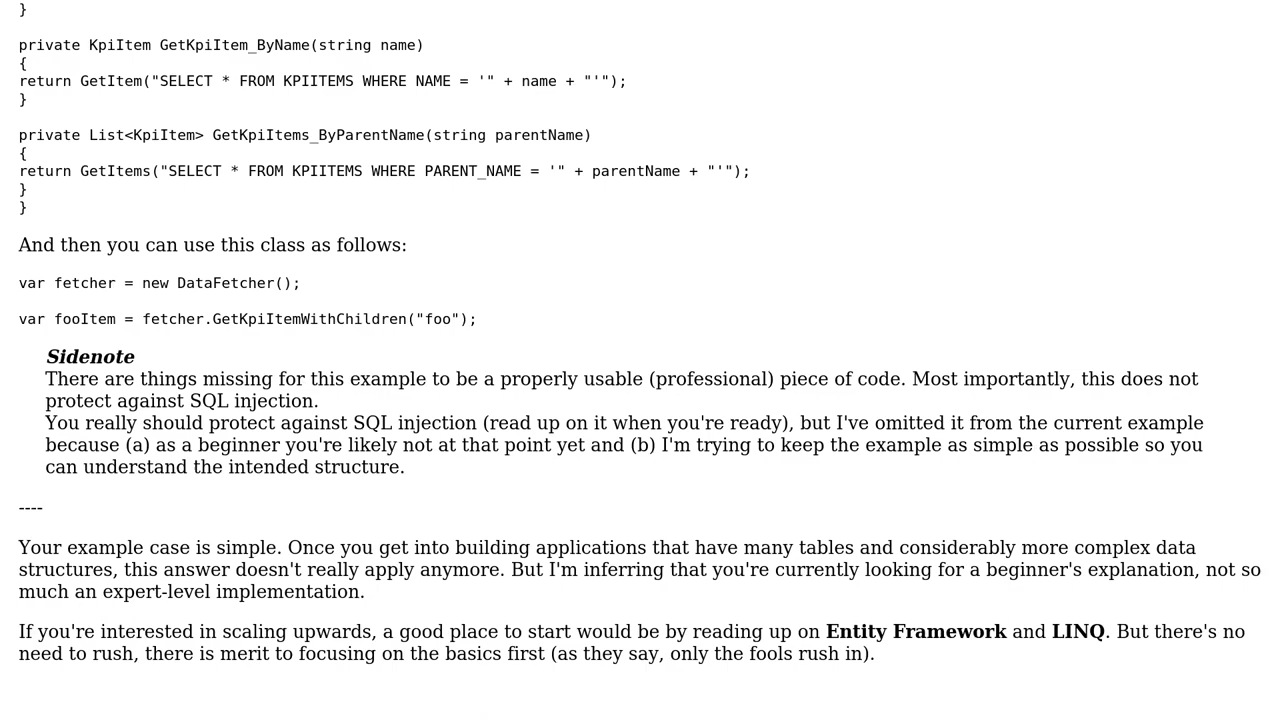 }
private KpiItem GetKpiItem_ByName(string name)
{
return GetItem("SELECT * FROM KPIITEMS WHERE NAME = '" + name + "'");
}
private List<KpiItem> GetKpiItems_ByParentName(string parentName)
{
return GetItems("SELECT * FROM KPIITEMS WHERE PARENT_NAME = '" + parentName + "'");
}
}
And then you can use this class as follows:
var fetcher = new DataFetcher();
var fooItem = fetcher.GetKpiItemWithChildren("foo");
Sidenote
There are things missing for this example to be a properly usable (professional) piece of code. Most importantly, this does not
protect against SQL injection.
You really should protect against SQL injection (read up on it when you're ready), but I've omitted it from the current example
because (a) as a beginner you're likely not at that point yet and (b) I'm trying to keep the example as simple as possible so you
can understand the intended structure.
----
Your example case is simple. Once you get into building applications that have many tables and considerably more complex data
structures, this answer doesn't really apply anymore. But I'm inferring that you're currently looking for a beginner's explanation, not so
much an expert-level implementation.
If you're interested in scaling upwards, a good place to start would be by reading up on Entity Framework and LINQ. But there's no
need to rush, there is merit to focusing on the basics first (as they say, only the fools rush in).